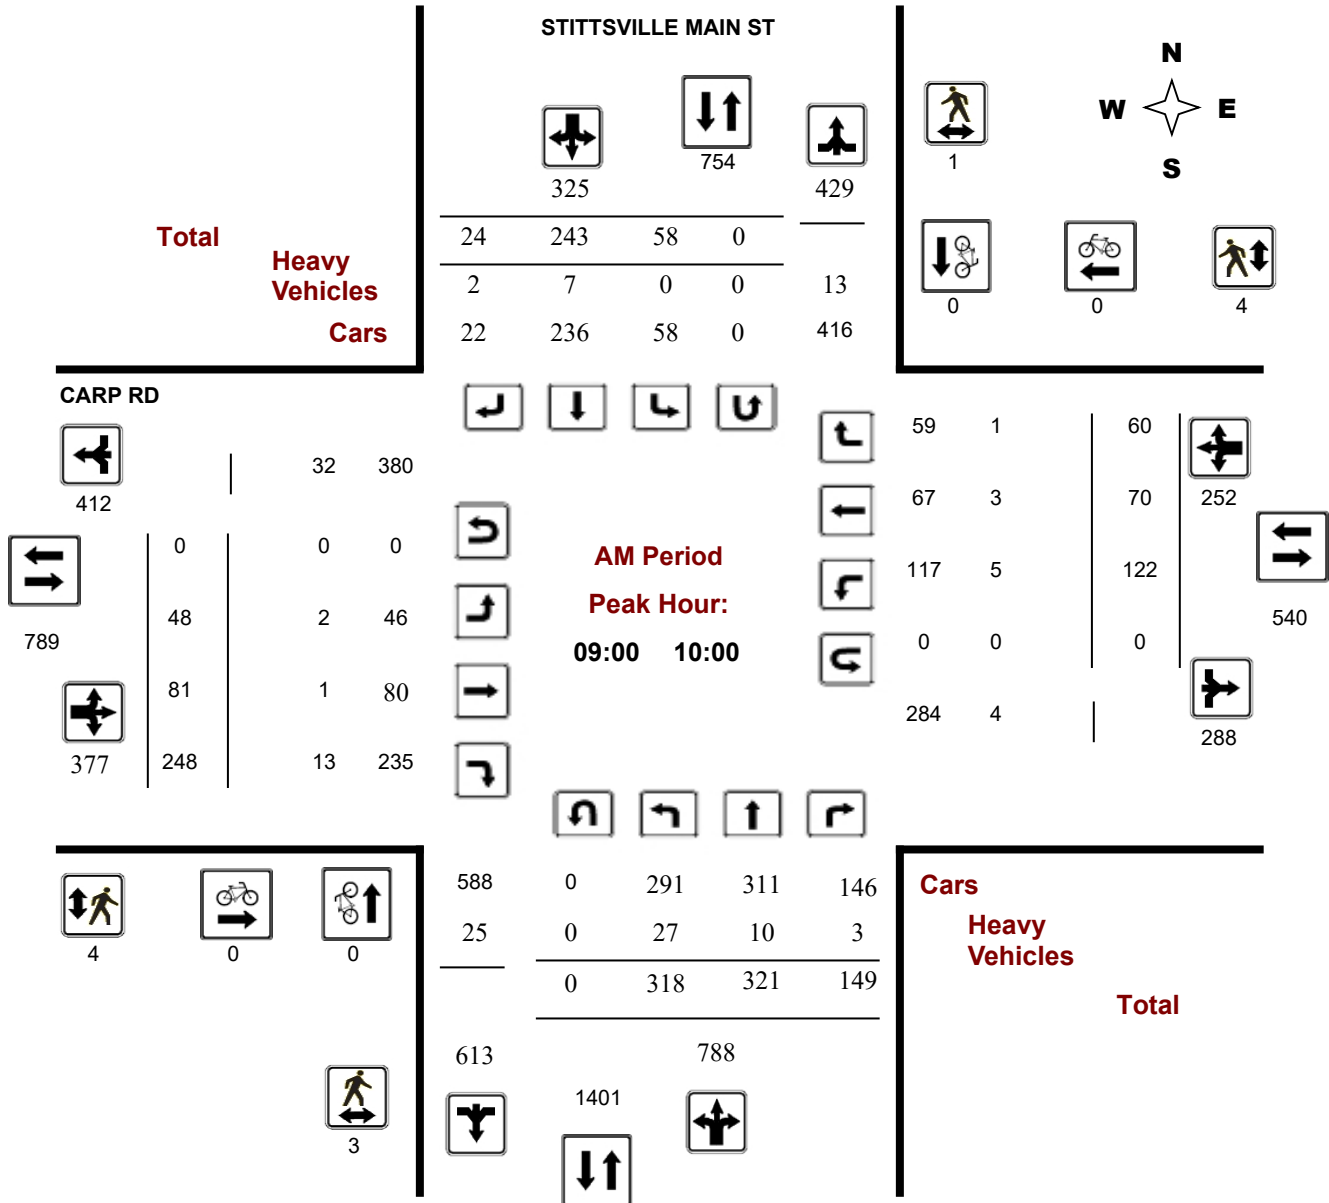 STITTSVILLE MAIN ST
N
W E
S
754
1
325 429
Total 24 243 58 0
Heavy
Vehicles
2 7 0 0 13
0 0 4
Cars 22 236 58 0 416
CARP RD
59 1 60
32 380
412
67 3 70 252
0 0 0
AM Period
117 5 122
Peak Hour:
48 2 46
540
789
09:00 10:00
0 0 0
81 1 80
284 4
288
377 248 13 235
588 0 291 311 146
Cars
25 0 27 10 3
Heavy
Vehicles
4 0 0
0 318 321 149
Total
613 788
1401
3